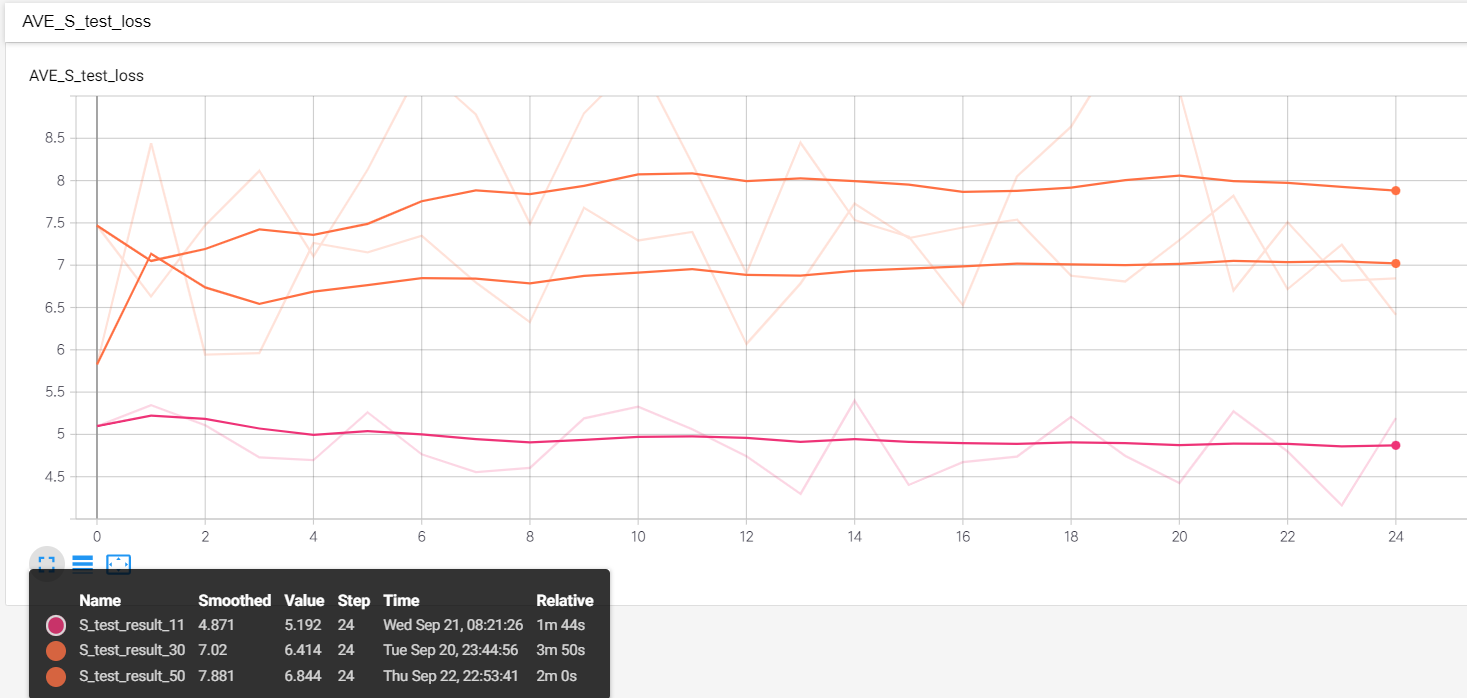 AVE_S_test_loss
AVE_S_test_loss
8.5
8
7.5
7
6.5
6
5.5
5
4.5
0 2 4 6 8 10 12 14 16 18 20 22 24
Name Smoothed Value Step Time Relative
S_test_result_11 4.871 5.192 24 Wed Sep 21, 08:21:26 1m 44s
S_test_result_30 7.02 6.414 24 Tue Sep 20, 23:44:56 3m 50s
S_test_result_50 7.881 6.844 24 Thu Sep 22, 22:53:41 2m 0s